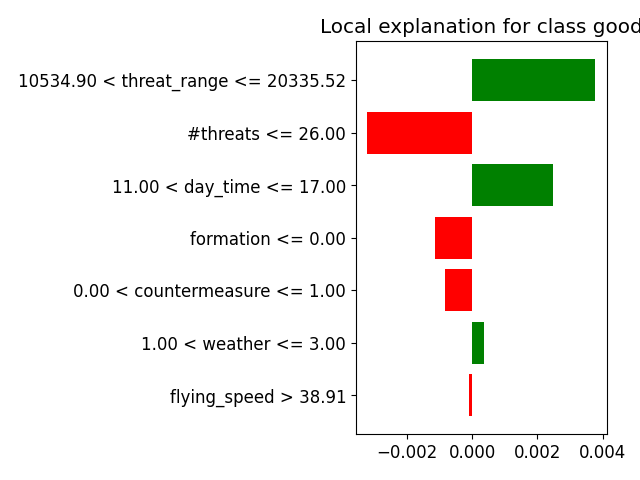 Local explanation for class good
10534.90 < threat_range <= 20335.52
#threats <= 26.00
11.00 < day_time <= 17.00
formation <= 0.00
0.00 < countermeasure <= 1.00
1.00 < weather <= 3.00
flying_speed > 38.91
−0.002 0.000 0.002 0.004